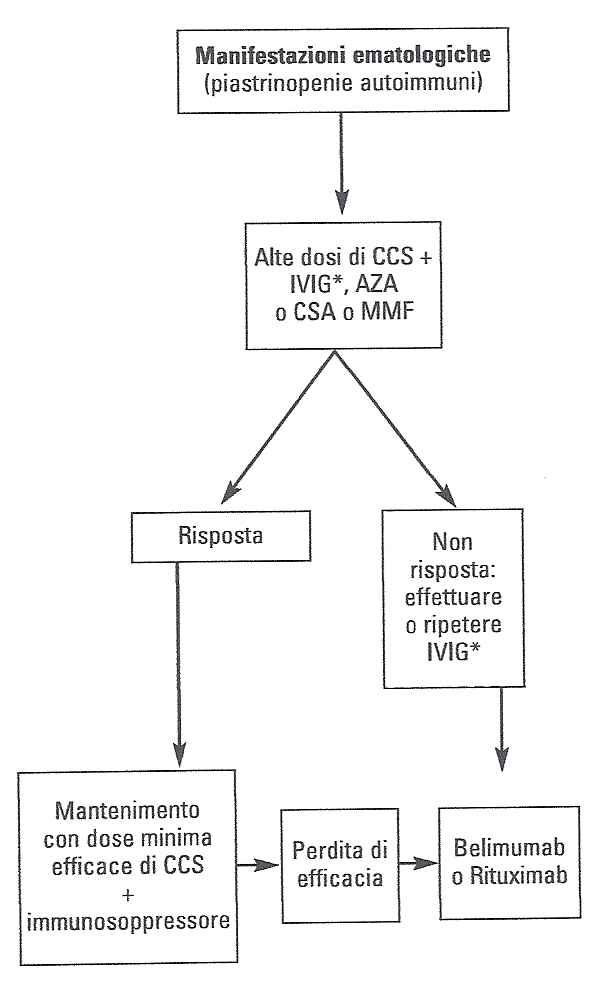 Manifestazioni ematologiche
(piastrinopenie autoimmuni)
Alte dosi di CCS +
IVIG*, AZA
o CSA o MMF
Risposta
Non
risposta:
effettuare
o ripetere
IVIG*
Mantenimento
con dose minima
efficace di CCS
+
immunosoppressore
Perdita di
efficacia
Belimumab
o Rituximab